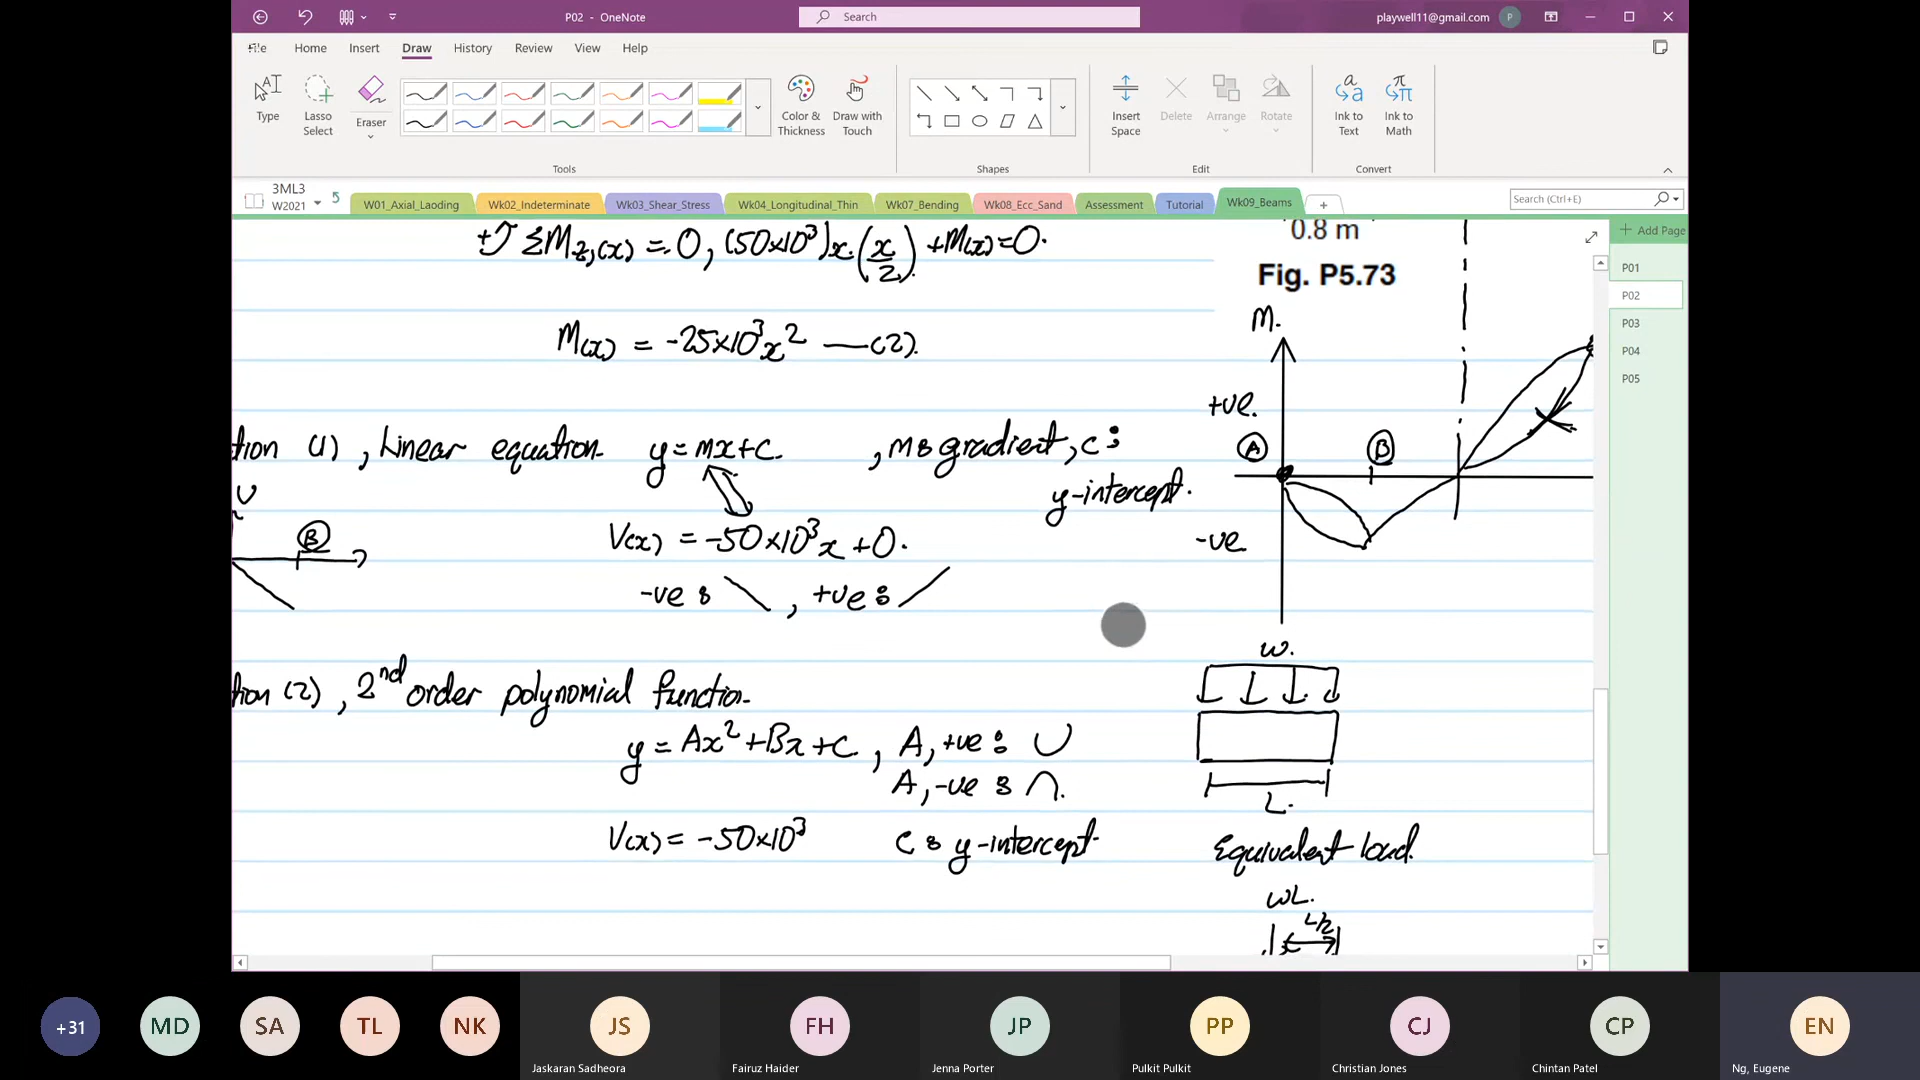 P02 - OneNote
Search
playwell11@gmail.com
P
File
Home
Insert
Draw
History
Review
View
Help
Type
Lasso Select
Eraser
Color & Thickness
Draw with Touch
Insert Space
Delete
Arrange
Rotate
Ink to Text
Ink to Math
Tools
Shapes
Edit
Convert
3ML3
W2021
W01_Axial_Laoding
Wk02_Indeterminate
Wk03_Shear_Stress
Wk04_Longitudinal_Thin
Wk07_Bending
Wk08_Ecc_Sand
Assessment
Tutorial
Wk09_Beams
Search (Ctrl+E)
Add Page
P01
P02
P03
P04
P05
ΣMz,(x) = 0, (50×10³)x.(x/2) + M(x) = 0.
M(x) = -25×10³x² —(2).
tion (1), Linear equation. y = mx+c. , m: gradient, c:
y-intercept.
V
B
V(x) = -50×10³x + 0.
-ve: \ , +ve: /
tion (2), 2nd order polynomial function.
y = Ax² + Bx + C, A, +ve: ∪
A, -ve: ∩.
V(x) = -50×10³
C: y-intercept.
0.8 m
Fig. P5.73
M.
+ve.
A
B
-ve
w.
L.
Equivalent load.
wL.
L/2
+31
MD
SA
TL
NK
JS
FH
JP
PP
CJ
CP
EN
Jaskaran Sadheora
Fairuz Haider
Jenna Porter
Pulkit Pulkit
Christian Jones
Chintan Patel
Ng, Eugene